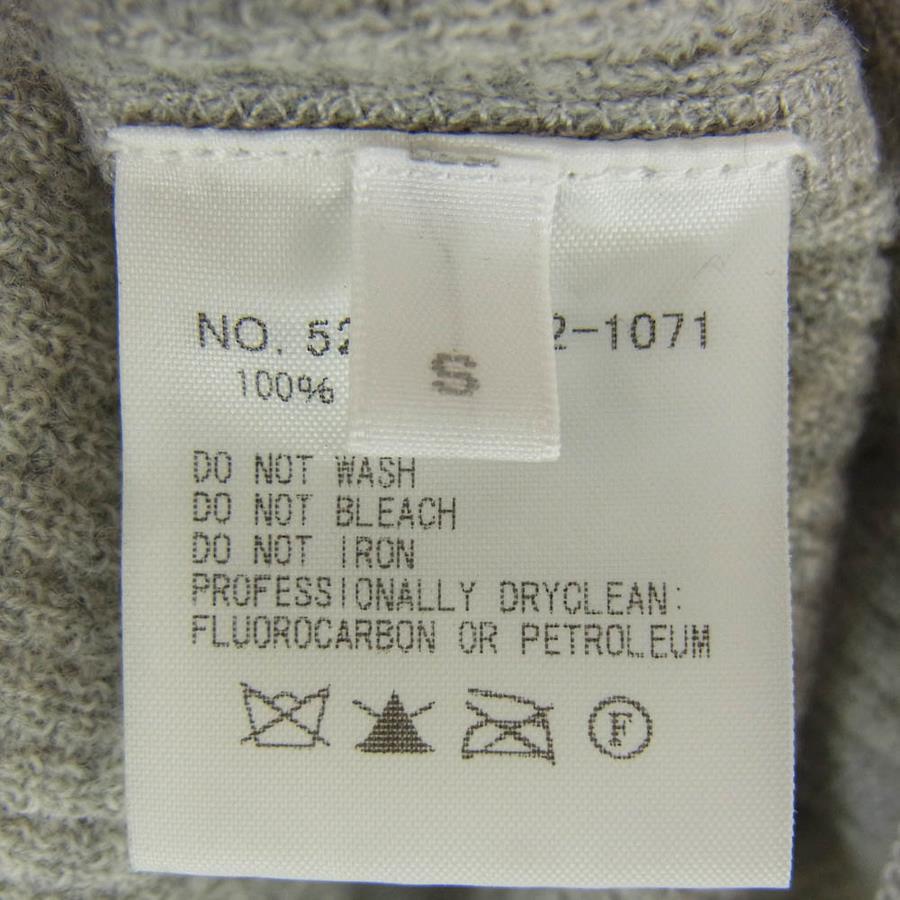 NO. 52 2-1071
S
100%
DO NOT WASH
DO NOT BLEACH
DO NOT IRON
PROFESSIONALLY DRYCLEAN:
FLUOROCARBON OR PETROLEUM
F